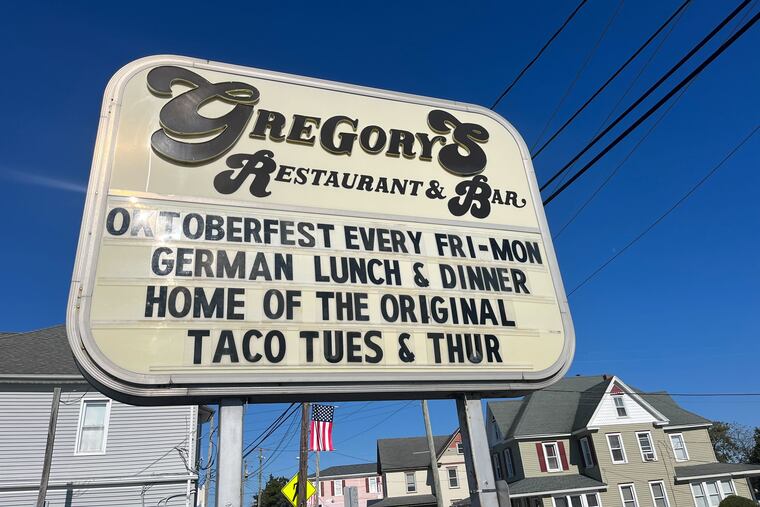 GREGORY'S
RESTAURANT & BAR
OKTOBERFEST EVERY FRI-MON
GERMAN LUNCH & DINNER
HOME OF THE ORIGINAL
TACO TUES & THUR